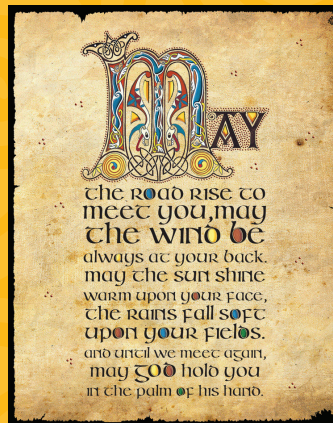 MAY
the road rise to
meet you, may
the wind be
always at your back.
may the sun shine
warm upon your face,
the rains fall soft
upon your fields.
and until we meet again,
may God hold you
in the palm of his hand.